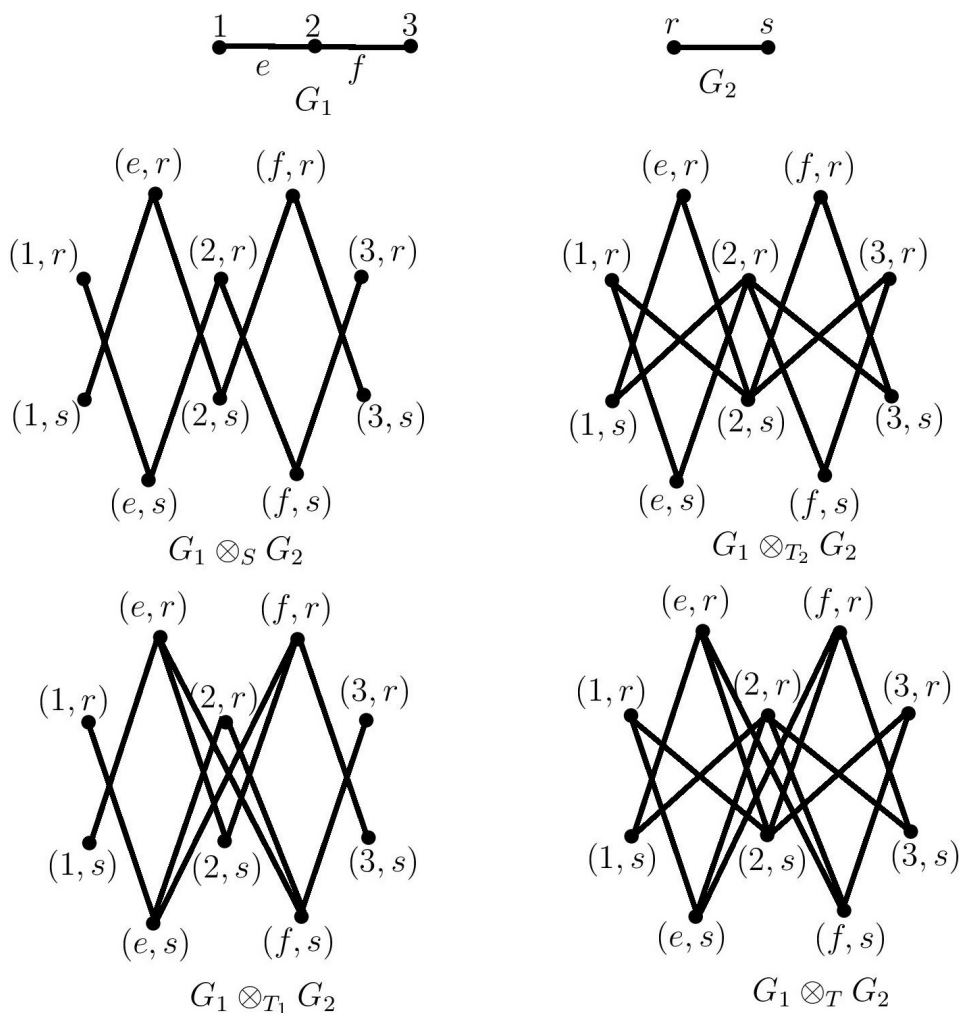 1 2 3 r s
e f
G₁ G₂
(e, r) (f, r) (e, r) (f, r)
(1, r) (2, r) (3, r) (1, r) (2, r) (3, r)
(1, s) (2, s) (3, s) (1, s) (2, s) (3, s)
(e, s) (f, s) (e, s) (f, s)
G₁ ⊗_S G₂ G₁ ⊗_{T₂} G₂
(e, r) (f, r) (e, r) (f, r)
(1, r) (2, r) (3, r) (1, r) (2, r) (3, r)
(1, s) (2, s) (3, s) (1, s) (2, s) (3, s)
(e, s) (f, s) (e, s) (f, s)
G₁ ⊗_{T₁} G₂ G₁ ⊗_T G₂